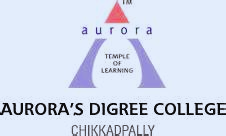 TM
aurora
TEMPLE
OF
LEARNING
AURORA'S DIGREE COLLEGE
CHIKKADPALLY